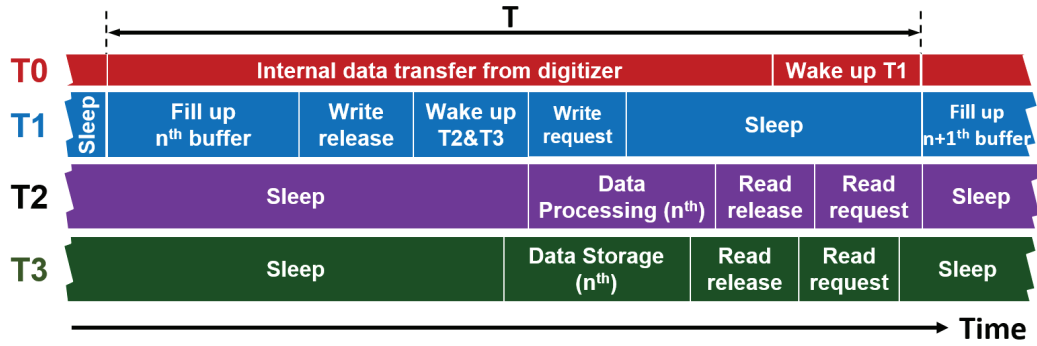 T
T0
Internal data transfer from digitizer
Wake up T1
T1
Sleep
Fill up
nth buffer
Write
release
Wake up
T2&T3
Write
request
Sleep
Fill up
n+1th buffer
T2
Sleep
Data
Processing (nth)
Read
release
Read
request
Sleep
T3
Sleep
Data Storage
(nth)
Read
release
Read
request
Sleep
Time